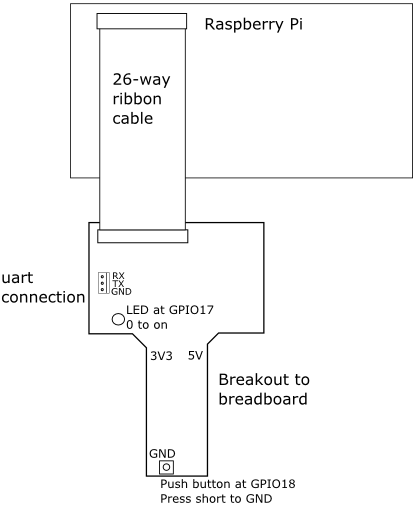 Raspberry Pi
26-way
ribbon
cable
uart
connection
RX
TX
GND
LED at GPIO17
0 to on
3V3
5V
Breakout to
breadboard
GND
Push button at GPIO18
Press short to GND